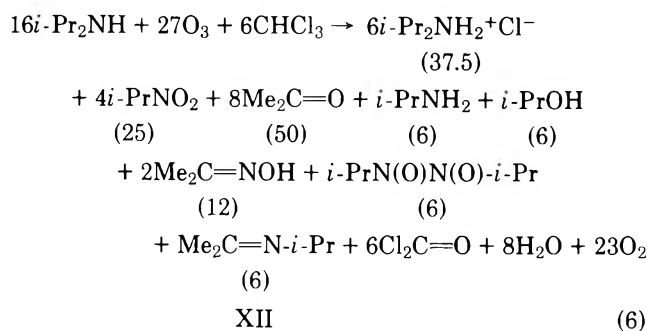 16i-Pr₂NH + 27O₃ + 6CHCl₃ → 6i-Pr₂NH₂⁺Cl⁻
(37.5)
+ 4i-PrNO₂ + 8Me₂C=O + i-PrNH₂ + i-PrOH
(25) (50) (6) (6)
+ 2Me₂C=NOH + i-PrN(O)N(O)-i-Pr
(12) (6)
+ Me₂C=N-i-Pr + 6Cl₂C=O + 8H₂O + 23O₂
(6)
XII (6)